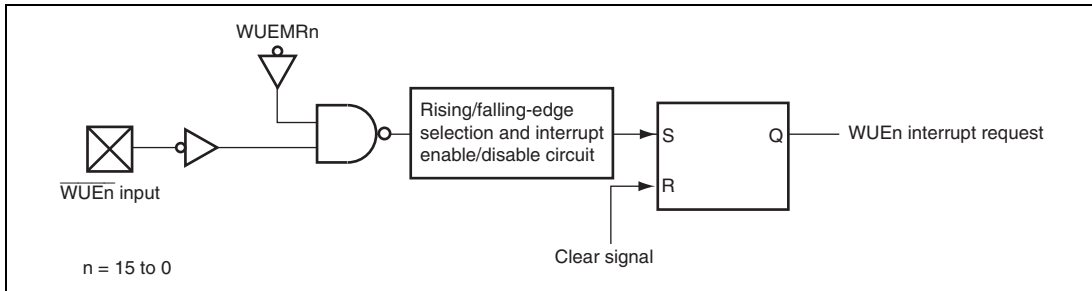 WUEMRn
Rising/falling-edge
selection and interrupt
enable/disable circuit
S
Q
WUEn interrupt request
R
WUEn input
Clear signal
n = 15 to 0